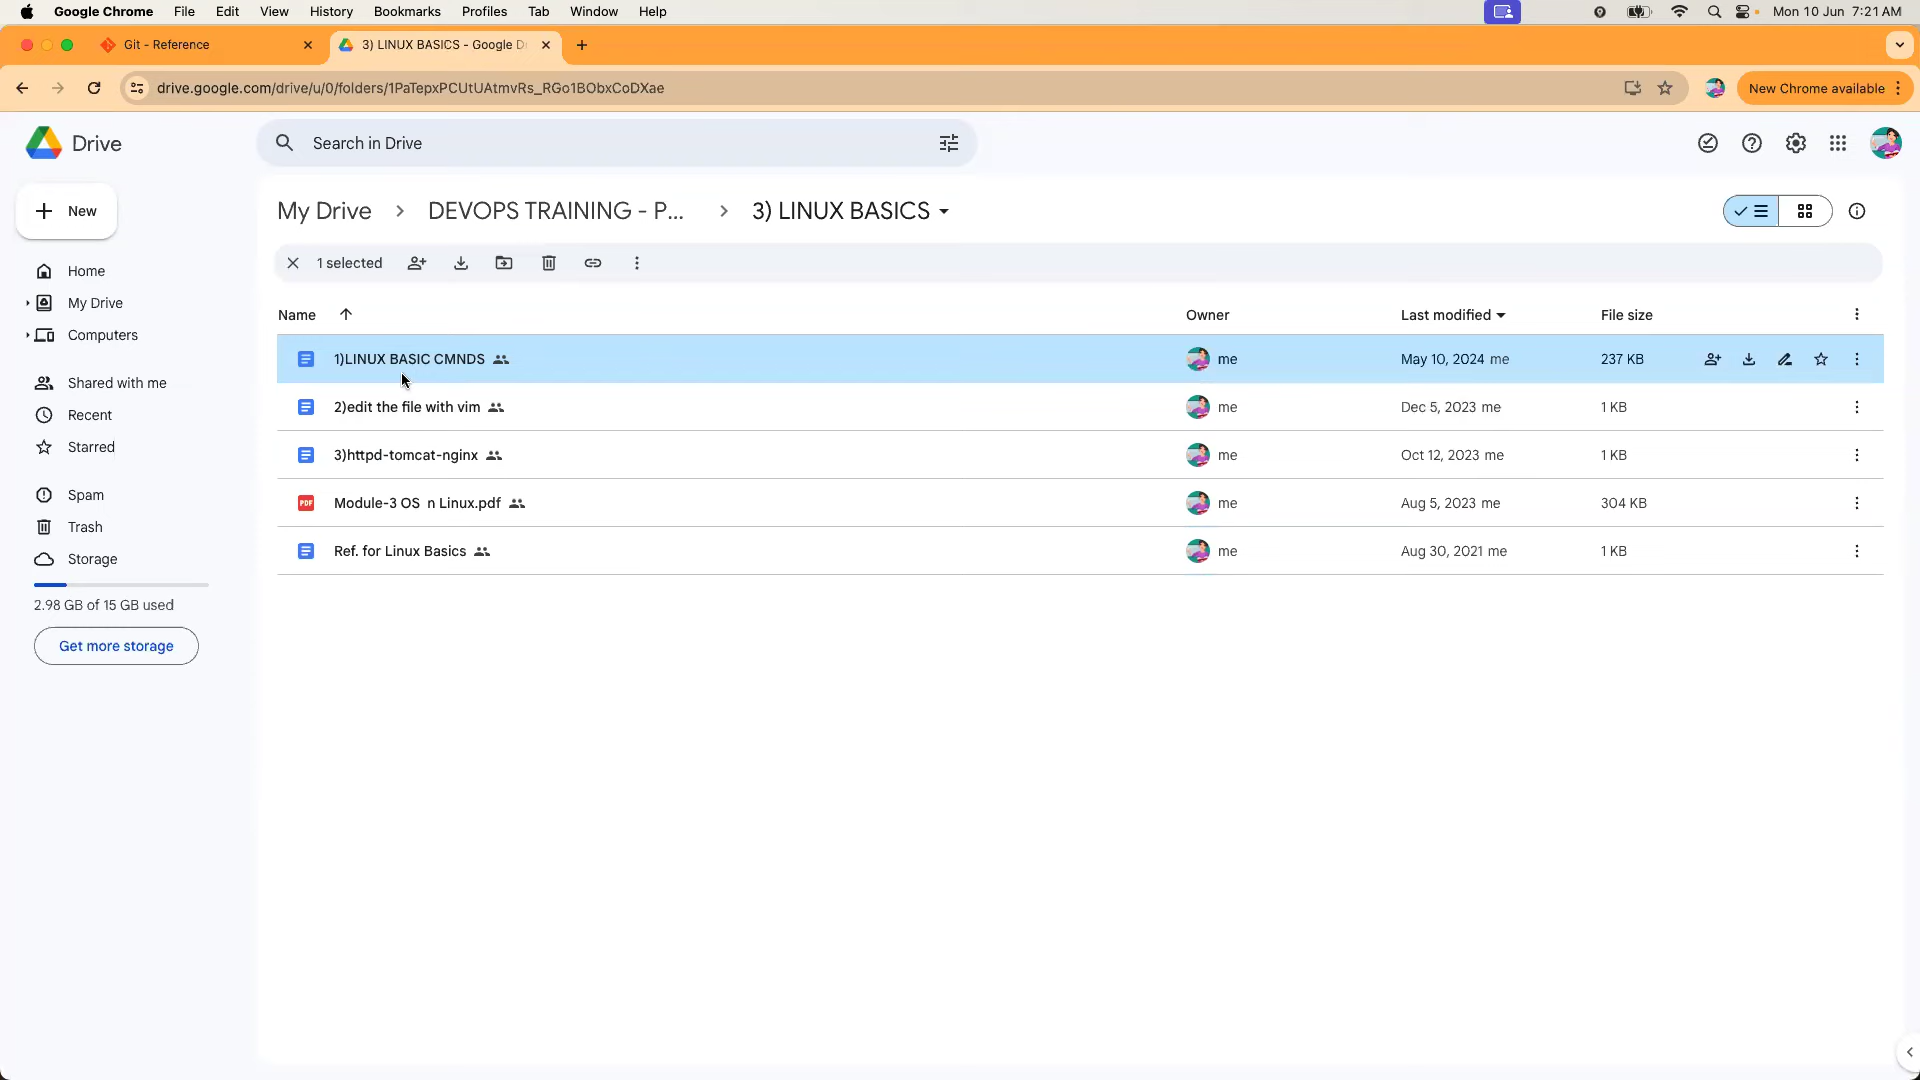 Google Chrome File Edit View History Bookmarks Profiles Tab Window Help Mon 10 Jun 7:21 AM
Git - Reference 3) LINUX BASICS - Google D
drive.google.com/drive/u/0/folders/1PaTepxPCUtUAtmvRs_RGo1BObxCoDXae New Chrome available
Drive Search in Drive
New My Drive > DEVOPS TRAINING - P... > 3) LINUX BASICS
1 selected
Home
My Drive
Computers
Shared with me
Recent
Starred
Spam
Trash
Storage
2.98 GB of 15 GB used
Get more storage
Name Owner Last modified File size
1)LINUX BASIC CMNDS me May 10, 2024 me 237 KB
2)edit the file with vim me Dec 5, 2023 me 1 KB
3)httpd-tomcat-nginx me Oct 12, 2023 me 1 KB
PDF Module-3 OS n Linux.pdf me Aug 5, 2023 me 304 KB
Ref. for Linux Basics me Aug 30, 2021 me 1 KB